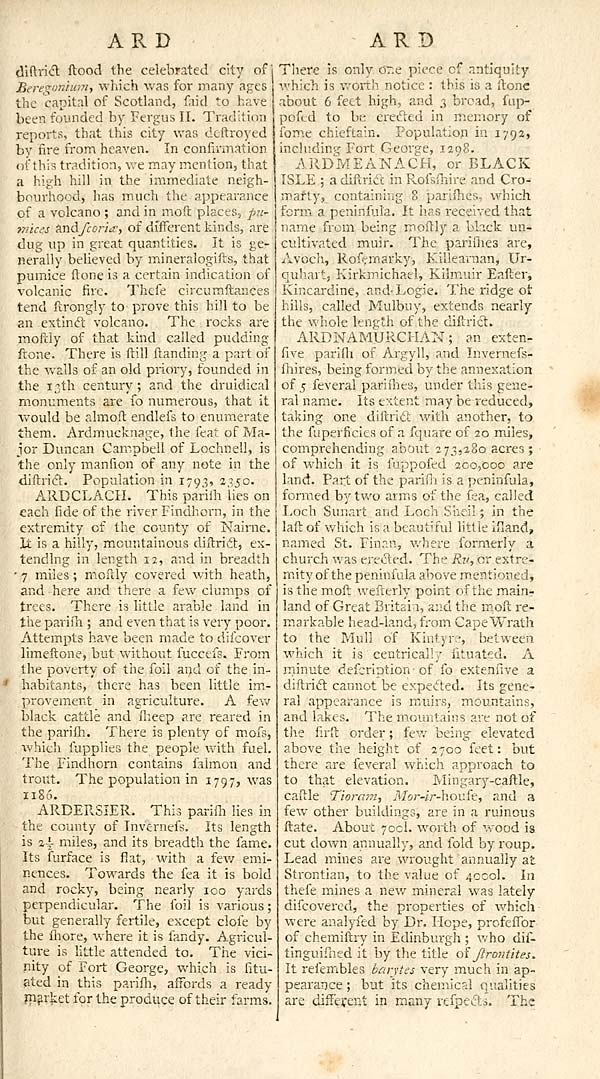 ARD
diſtrict ſtood the celebrated city of
Beregonium, which was for many ages
the capital of Scotland, ſaid to have
been founded by Fergus II. Tradition
reports, that this city was deſtroyed
by fire from heaven. In confirmation
of this tradition, we may mention, that
a high hill in the immediate neigh-
bourhood, has much the appearance
of a volcano; and in moſt places, pu-
mices and ſcoriæ, of different kinds, are
dug up in great quantities. It is ge-
nerally believed by mineralogiſts, that
pumice ſtone is a certain indication of
volcanic fire. Theſe circumſtances
tend ſtrongly to prove this hill to be
an extinct volcano. The rocks are
moſtly of that kind called pudding
ſtone. There is ſtill ſtanding a part of
the walls of an old priory, founded in
the 13th century; and the druidical
monuments are ſo numerous, that it
would be almoſt endleſs to enumerate
them. Ardmucknage, the ſeat of Ma-
jor Duncan Campbell of Lochnell, is
the only manſion of any note in the
diſtrict. Population in 1793, 2350.
ARDCLACH. This pariſh lies on
each ſide of the river Findhorn, in the
extremity of the county of Nairne.
It is a hilly, mountainous diſtrict, ex-
tending in length 12, and in breadth
7 miles; moſtly covered with heath,
and here and there a few clumps of
trees. There is little arable land in
the pariſh; and even that is very poor.
Attempts have been made to diſcover
limeſtone, but without ſucceſs. From
the poverty of the ſoil and of the in-
habitants, there has been little im-
provement in agriculture. A few
black cattle and ſheep are reared in
the pariſh. There is plenty of moſs,
which ſupplies the people with fuel.
The Findhorn contains ſalmon and
trout. The population in 1797, was
1186.
ARDERSIER. This pariſh lies in
the county of Inverneſs. Its length
is 2½ miles, and its breadth the ſame.
Its ſurface is flat, with a few emi-
nences. Towards the ſea it is bold
and rocky, being nearly 100 yards
perpendicular. The ſoil is various;
but generally fertile, except cloſe by
the ſhore, where it is ſandy. Agricul-
ture is little attended to. The vici-
nity of Fort George, which is ſitu-
ated in this pariſh, affords a ready
market for the produce of their farms.
ARD
There is only one piece of antiquity
which is worth notice: this is a ſtone
about 6 feet high, and 3 broad, ſup-
poſed to be erected in memory of
ſome chieftain. Population in 1792,
including Fort George, 1298.
ARDMEANACH, or BLACK
ISLE; a diſtrict in Roſsſhire and Cro-
marty, containing 8 pariſhes, which
form a peninſula. It has received that
name from being moſtly a black un-
cultivated muir. The pariſhes are,
Avoch, Roſemarky, Killearnan, Ur-
quhart, Kirkmichael, Kilmuir Eaſter,
Kincardine, and Logie. The ridge of
hills, called Mulbuy, extends nearly
the whole length of the diſtrict.
ARDNAMURCHAN; an exten-
ſive pariſh of Argyll, and Inverneſs-
ſhires, being formed by the annexation
of 5 ſeveral pariſhes, under this gene-
ral name. Its extent may be reduced,
taking one diſtrict with another, to
the ſuperficies of a ſquare of 20 miles,
comprehending about 273,280 acres;
of which it is ſuppoſed 200,000 are
land. Part of the pariſh is a peninſula,
formed by two arms of the ſea, called
Loch Sunart and Loch Sheil; in the
laſt of which is a beautiful little iſland,
named St. Finan, where formerly a
church was erected. The Ru, or extre-
mity of the peninſula above mentioned,
is the moſt weſterly point of the main-
land of Great Britain, and the moſt re-
markable head-land, from Cape Wrath
to the Mull of Kintyre, between
which it is centrically ſituated. A
minute deſcription of ſo extenſive a
diſtrict cannot be expected. Its gene-
ral appearance is muirs, mountains,
and lakes. The mountains are not of
the firſt order; few being elevated
above the height of 2700 feet: but
there are ſeveral which approach to
to that elevation. Mingary-caſtle,
caſtle Tioram, Mor-ir-houſe, and a
few other buildings, are in a ruinous
ſtate. About 700l. worth of wood is
cut down annually, and ſold by roup.
Lead mines are wrought annually at
Strontian, to the value of 4000l. In
theſe mines a new mineral was lately
diſcovered, the properties of which
were analyſed by Dr. Hope, profeſſor
of chemiſtry in Edinburgh; who diſ-
tinguiſhed it by the title of ſtrontites.
It reſembles barytes very much in ap-
pearance; but its chemical qualities
are different in many reſpects. The